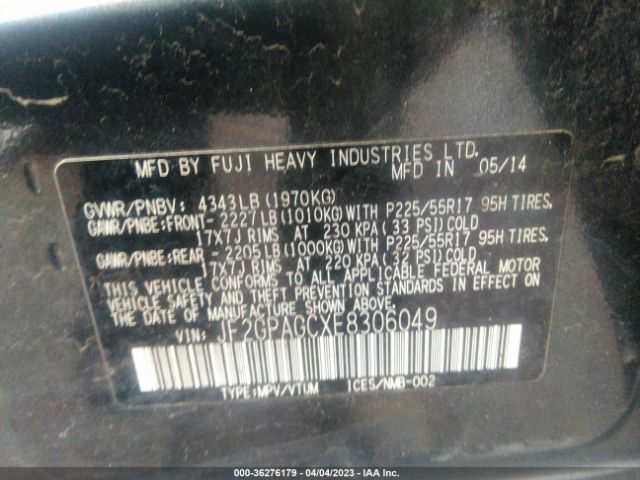 MFD BY FUJI HEAVY INDUSTRIES LTD. MFD IN 05/14
GVWR/PNBV: 4343LB(1970KG)
GAWR/PNBE:FRONT-2227LB(1010KG)WITH P225/55R17 95H TIRES,
17X7J RIMS AT 230 KPA(33 PSI)COLD
GAWR/PNBE:REAR -2205LB(1000KG)WITH P225/55R17 95H TIRES,
17X7J RIMS AT 220 KPA(32 PSI)COLD
THIS VEHICLE CONFORMS TO ALL APPLICABLE FEDERAL MOTOR
VEHICLE SAFETY AND THEFT PREVENTION STANDARDS IN EFFECT ON
THE DATE OF MANUFACTURE SHOWN ABOVE.
VIN: JF2GPAGCXE8306049
TYPE:MPV/VTUM ICES/NMB-002
000-36276179 - 04/04/2023 - IAA Inc.